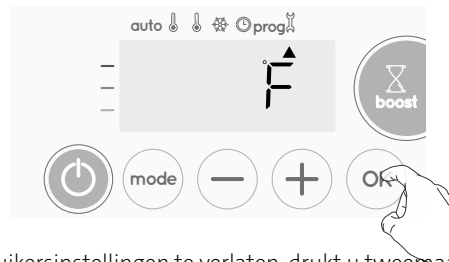 auto prog
°F
boost
mode − + OK
uikersinstellingen te verlaten, drukt u tweemaa